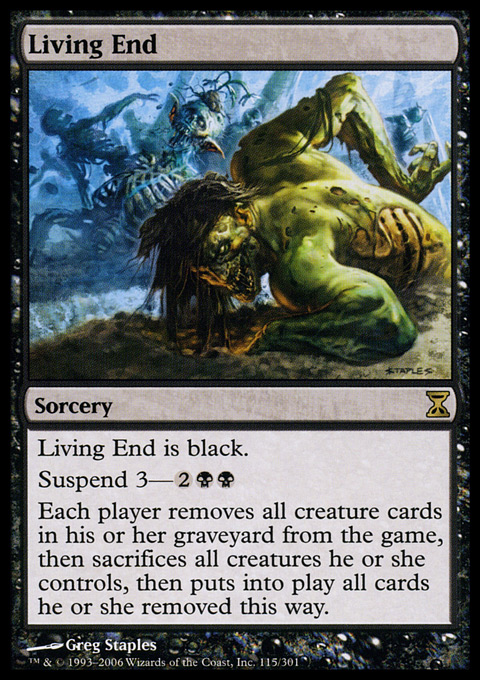 Living End
STAPLES
Sorcery
Living End is black.
Suspend 3—2
Each player removes all creature cards
in his or her graveyard from the game,
then sacrifices all creatures he or she
controls, then puts into play all cards
he or she removed this way.
Greg Staples
™ & © 1993–2006 Wizards of the Coast, Inc. 115/301